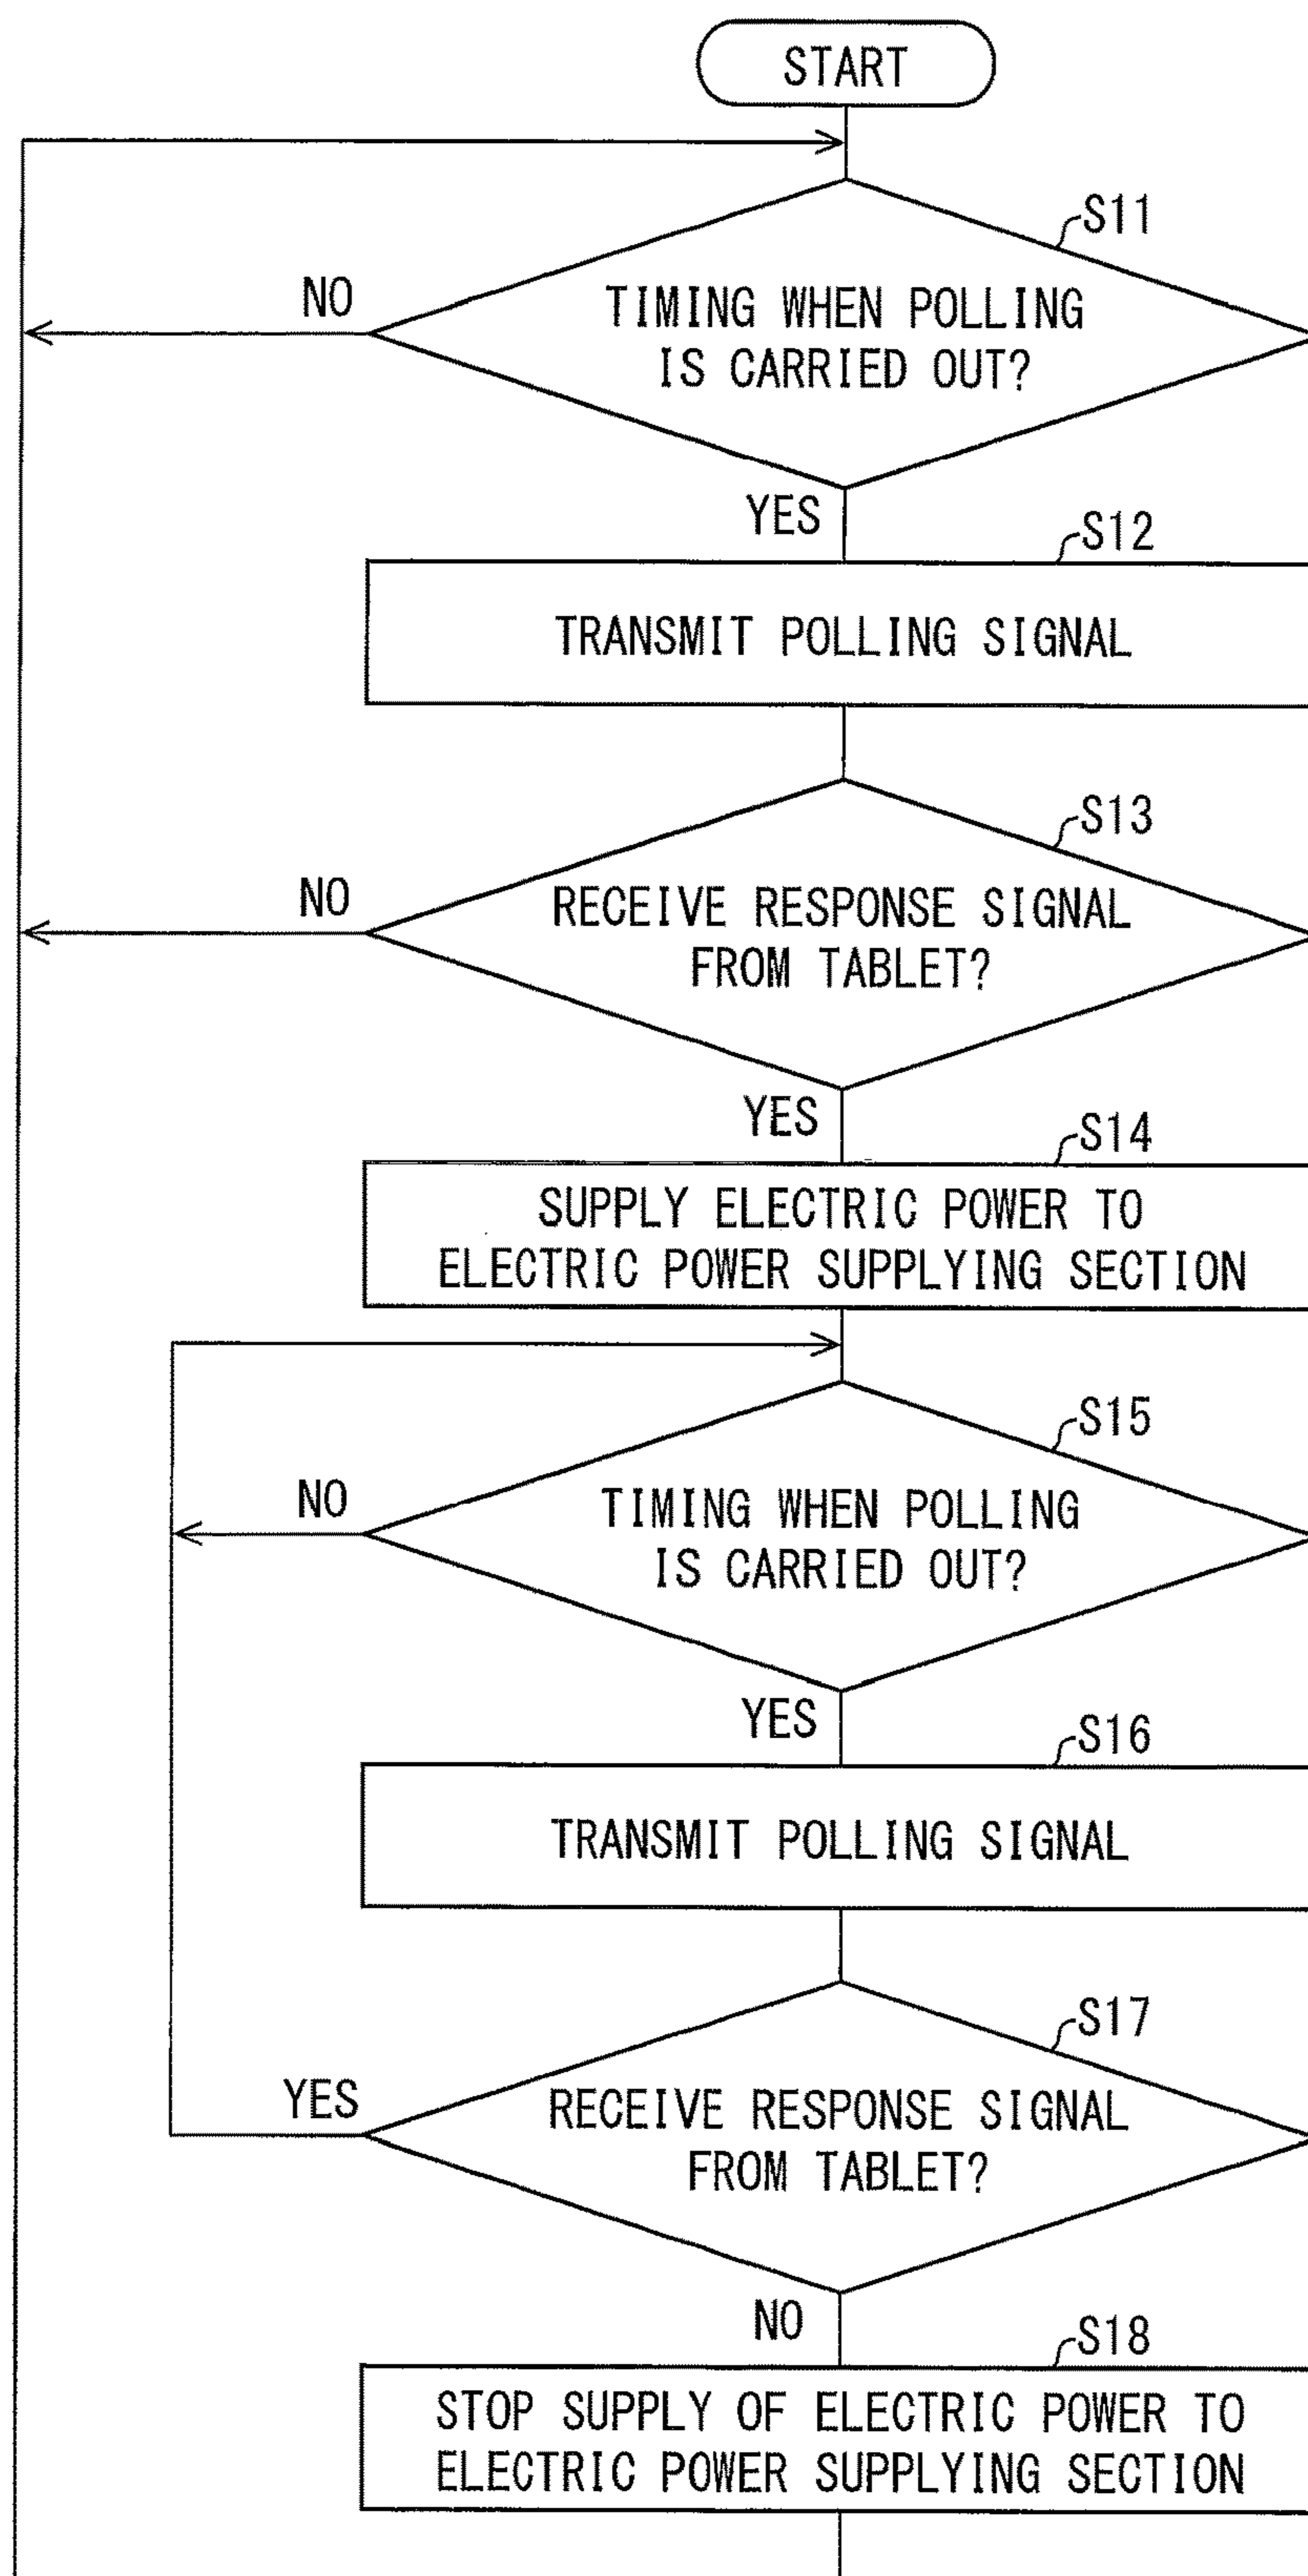 START
S11
NO
TIMING WHEN POLLING
IS CARRIED OUT?
YES
S12
TRANSMIT POLLING SIGNAL
S13
NO
RECEIVE RESPONSE SIGNAL
FROM TABLET?
YES
S14
SUPPLY ELECTRIC POWER TO
ELECTRIC POWER SUPPLYING SECTION
S15
NO
TIMING WHEN POLLING
IS CARRIED OUT?
YES
S16
TRANSMIT POLLING SIGNAL
S17
YES
RECEIVE RESPONSE SIGNAL
FROM TABLET?
NO
S18
STOP SUPPLY OF ELECTRIC POWER TO
ELECTRIC POWER SUPPLYING SECTION